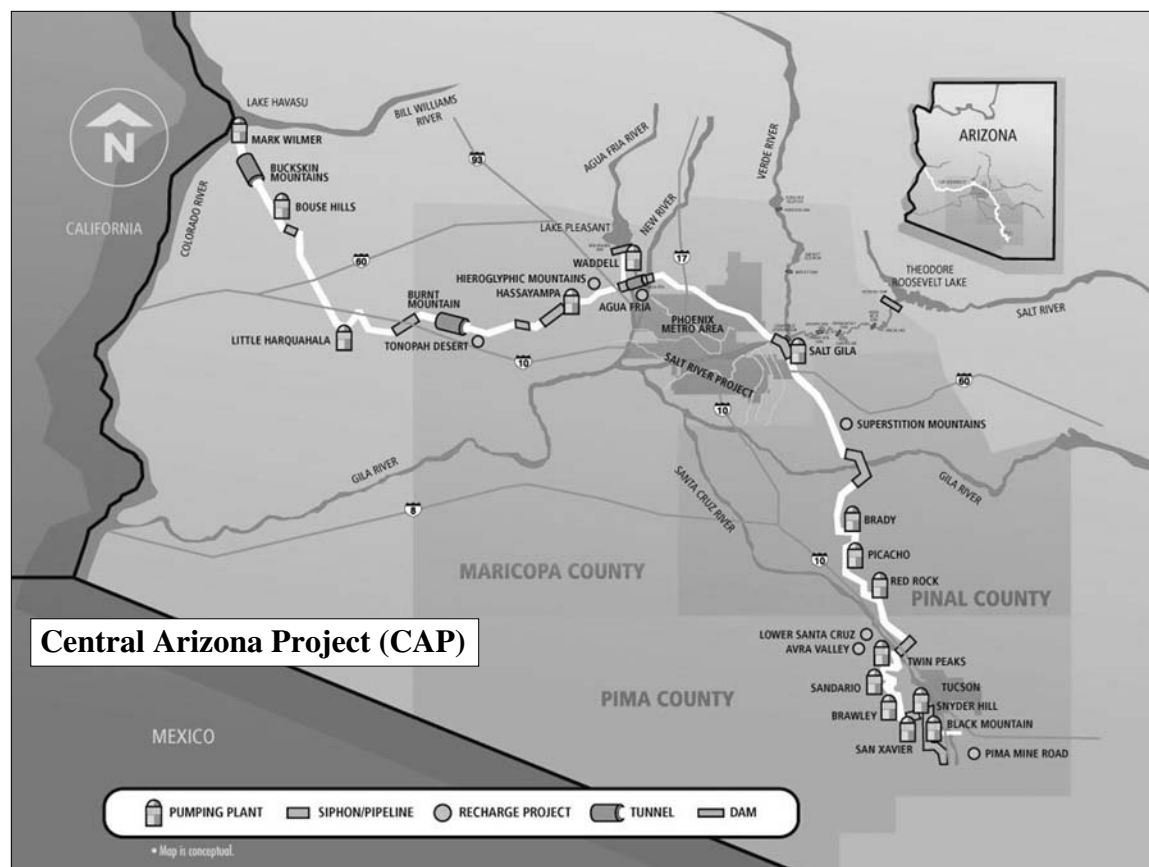 LAKE HAVASU
BILL WILLIAMS
RIVER
MARK WILMER
BUCKSKIN
MOUNTAINS
BOUSE HILLS
N
CALIFORNIA
COLORADO RIVER
93
AGUA FRIA RIVER
NEW RIVER
VERDE RIVER
ARIZONA
LAKE PLEASANT
WADDELL
17
60
HIEROGLYPHIC MOUNTAINS
HASSAYAMPA
AGUA FRIA
BURNT
MOUNTAIN
THEODORE
ROOSEVELT LAKE
SALT RIVER
PHOENIX
METRO AREA
LITTLE HARQUAHALA
TONOPAH DESERT
10
SALT GILA
SALT RIVER PROJECT
60
10
SUPERSTITION MOUNTAINS
GILA RIVER
SANTA CRUZ RIVER
GILA RIVER
8
BRADY
PICACHO
10
RED ROCK
MARICOPA COUNTY
PINAL COUNTY
Central Arizona Project (CAP)
LOWER SANTA CRUZ
AVRA VALLEY
TWIN PEAKS
PIMA COUNTY
SANDARIO
TUCSON
SNYDER HILL
BRAWLEY
BLACK MOUNTAIN
SAN XAVIER
PIMA MINE ROAD
MEXICO
PUMPING PLANT
SIPHON/PIPELINE
RECHARGE PROJECT
TUNNEL
DAM
• Map is conceptual.